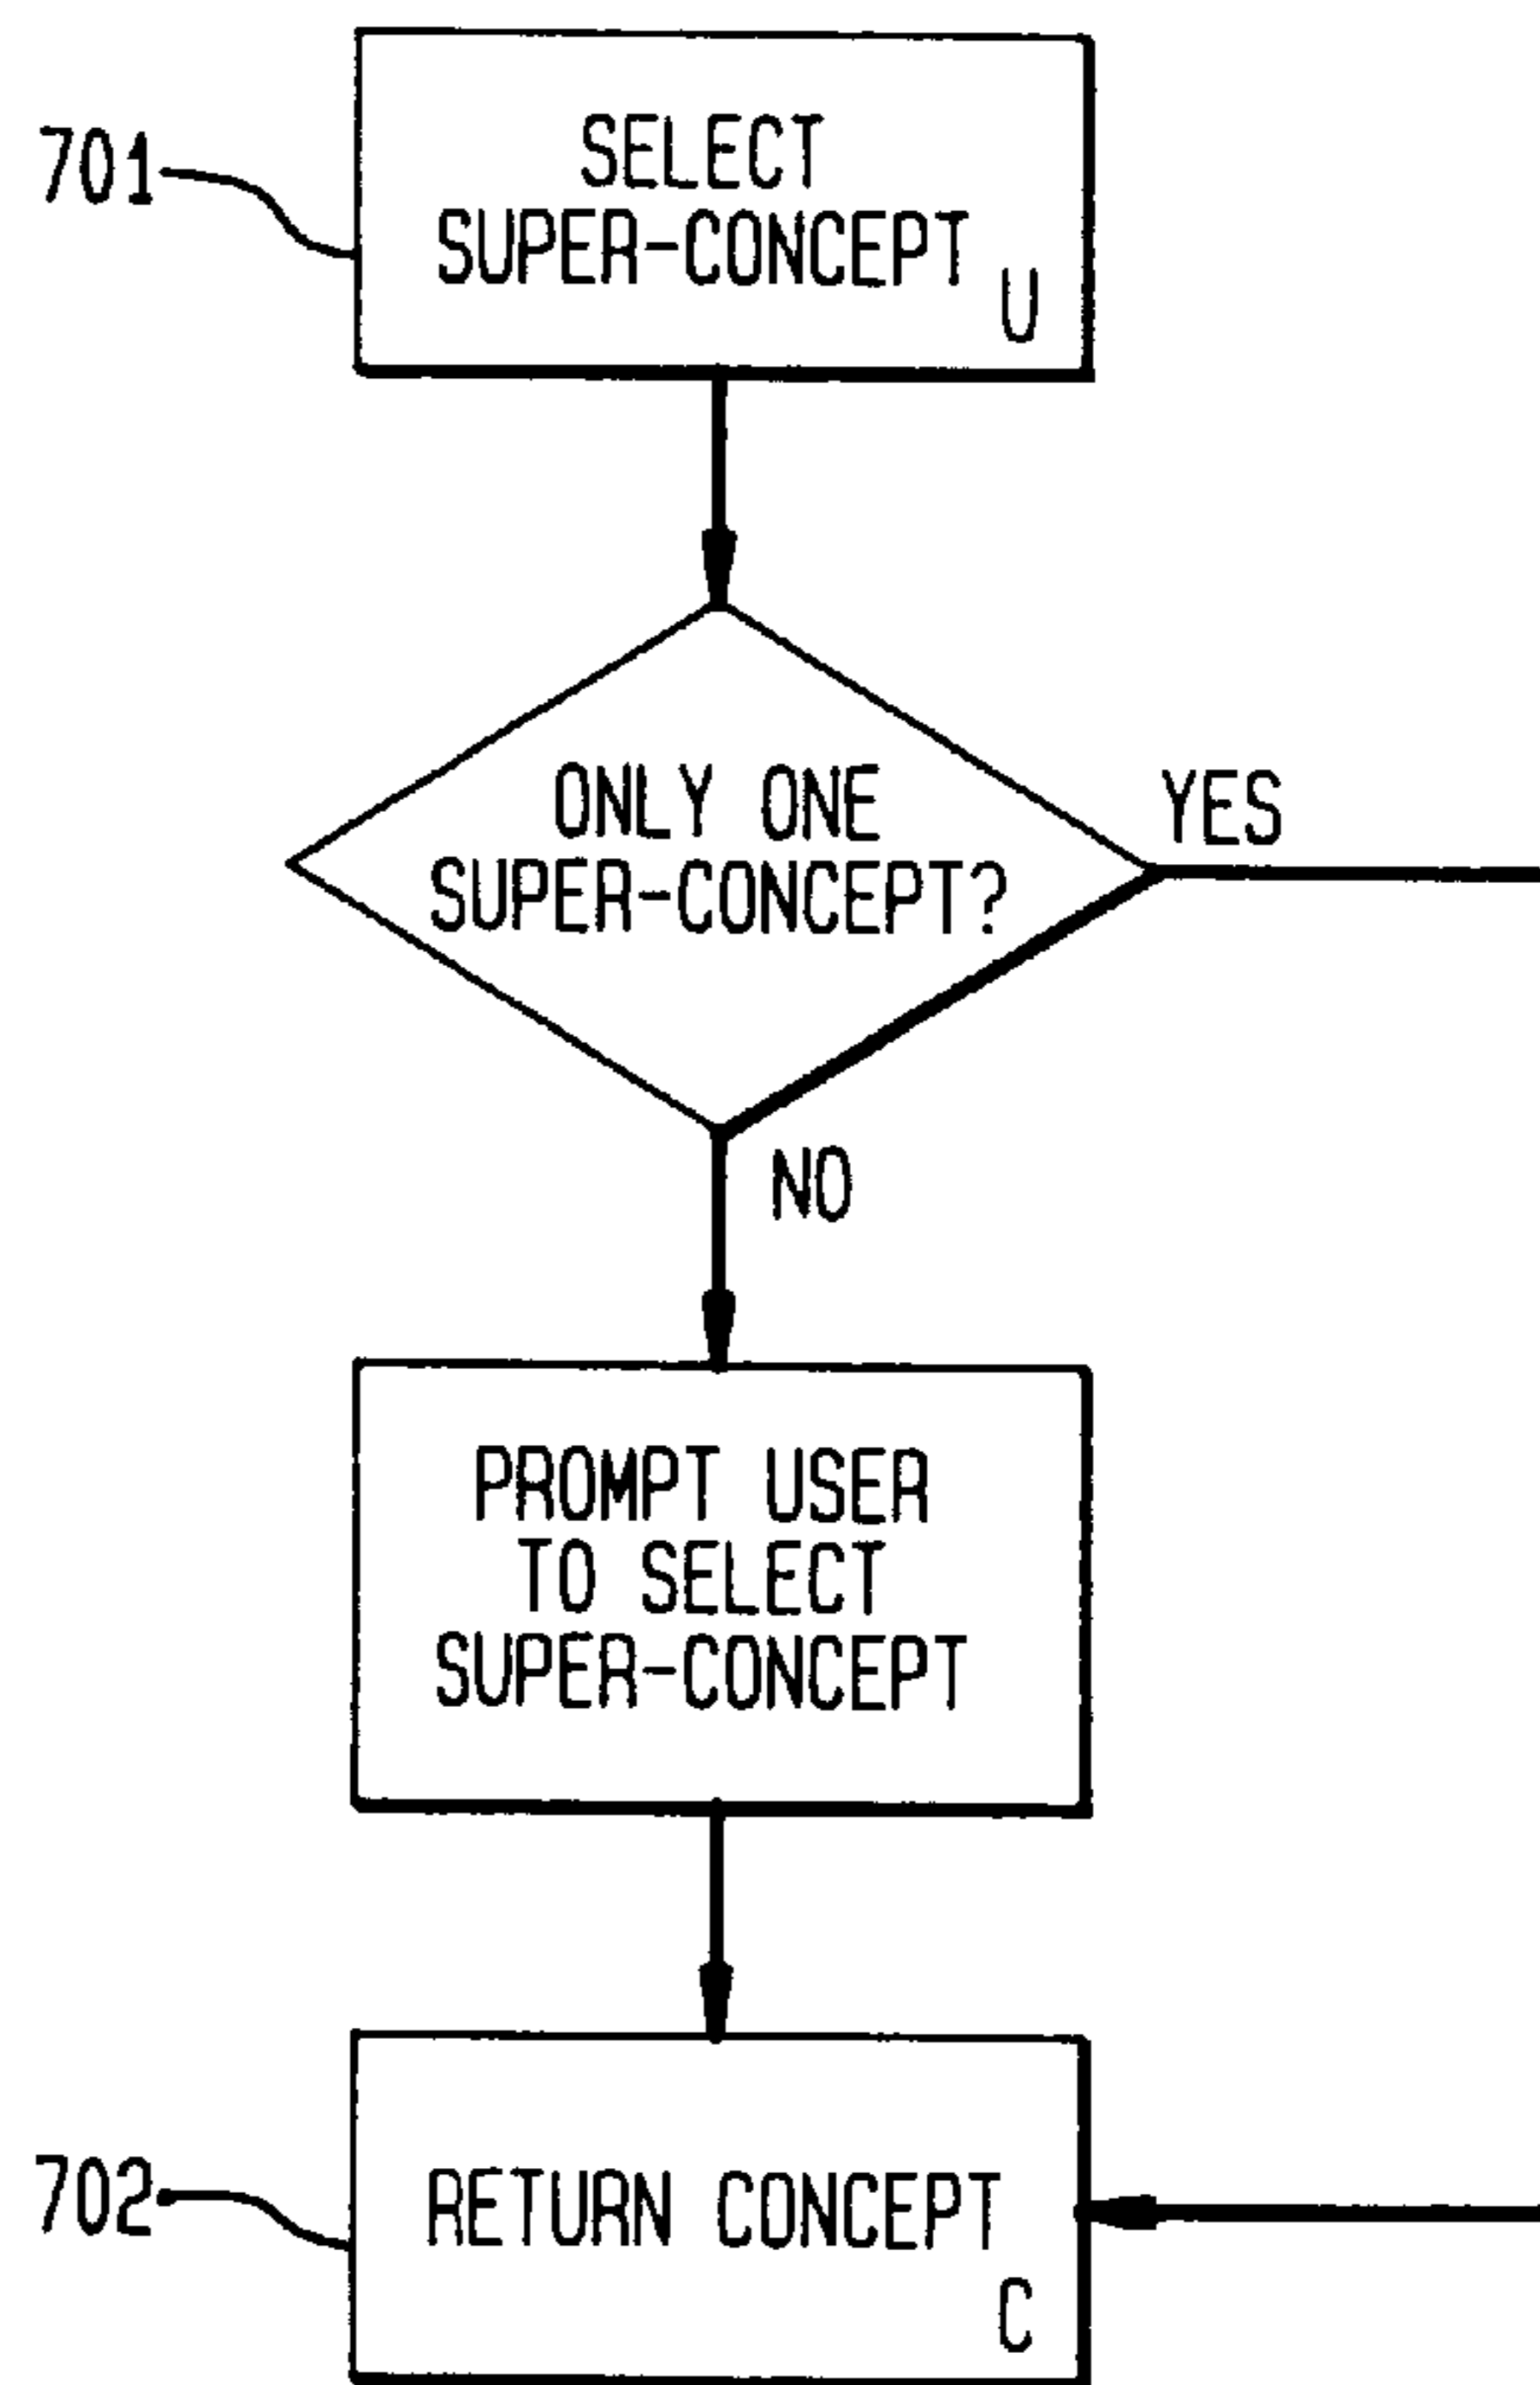 701
SELECT
SUPER-CONCEPT
U
ONLY ONE
SUPER-CONCEPT?
YES
NO
PROMPT USER
TO SELECT
SUPER-CONCEPT
702
RETURN CONCEPT
C